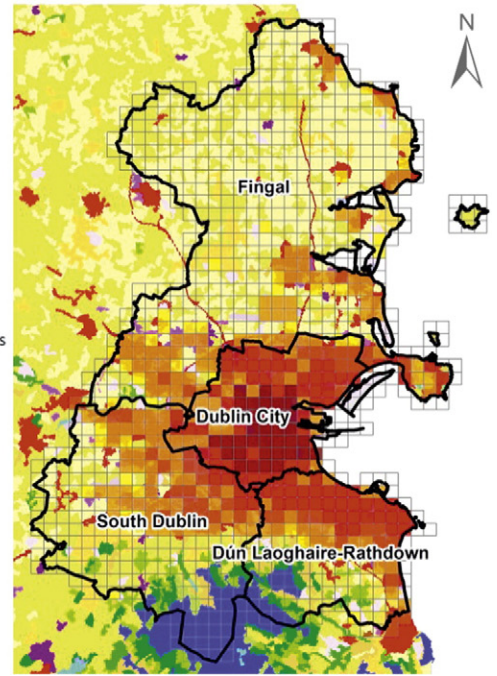 N
Fingal
s
Dublin City
South Dublin
Dún Laoghaire-Rathdown